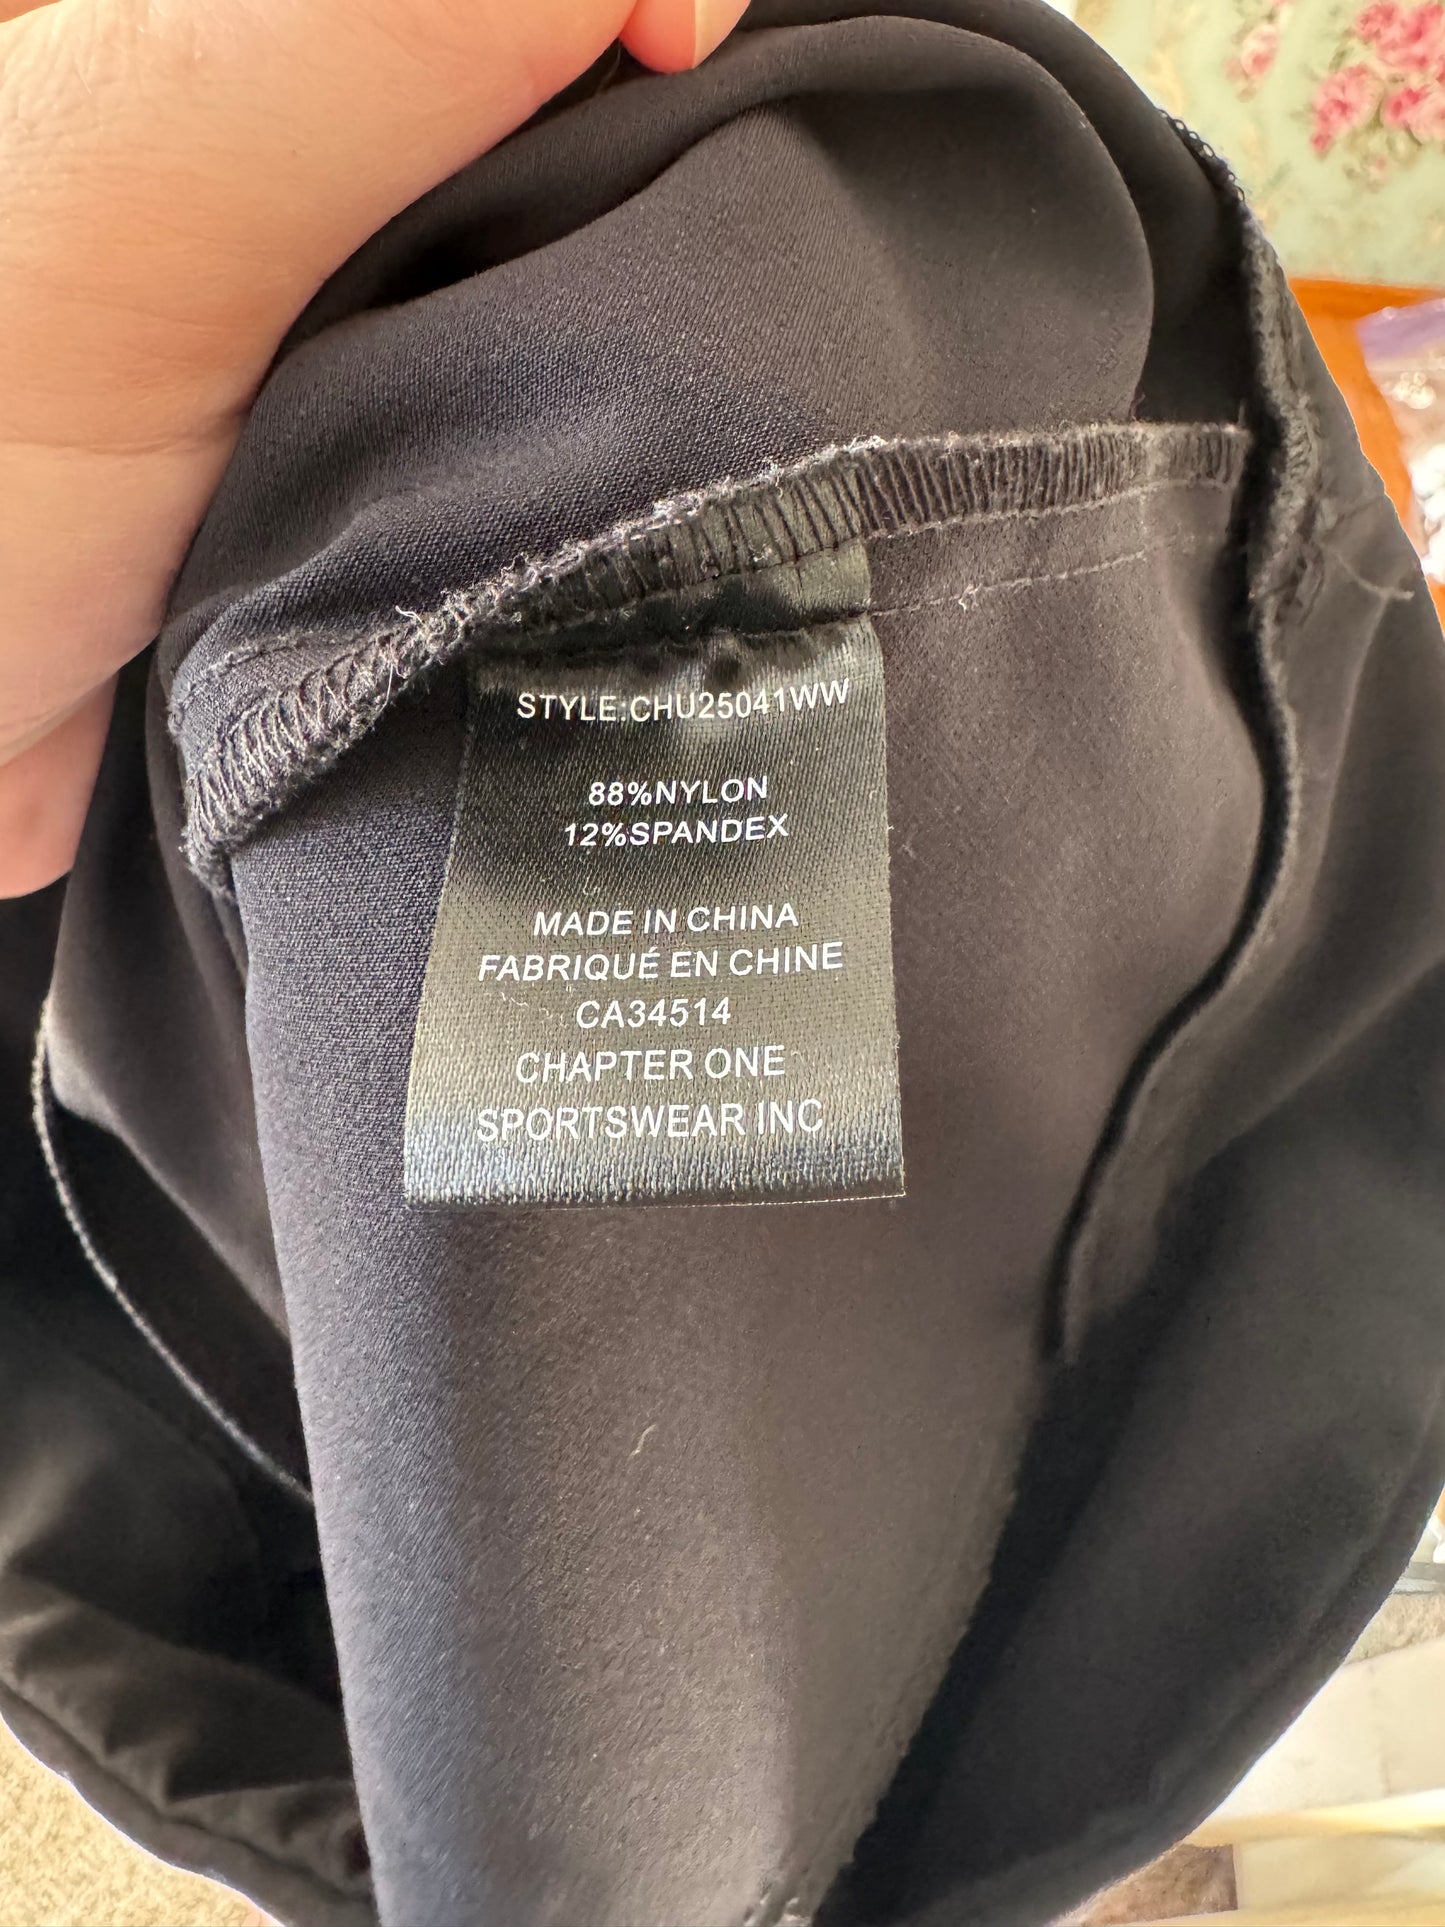 STYLE:CHU25041WW
88%NYLON
12%SPANDEX
MADE IN CHINA
FABRIQUÉ EN CHINE
CA34514
CHAPTER ONE
SPORTSWEAR INC